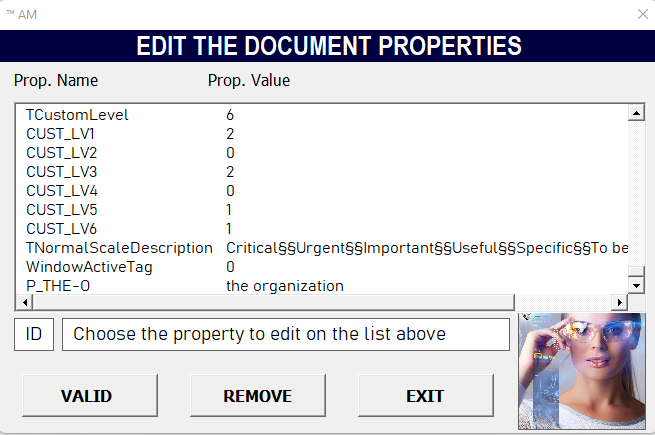 ™ AM
EDIT THE DOCUMENT PROPERTIES
Prop. Name Prop. Value
TCustomLevel 6
CUST_LV1 2
CUST_LV2 0
CUST_LV3 2
CUST_LV4 0
CUST_LV5 1
CUST_LV6 1
TNormalScaleDescription Critical§§Urgent§§Important§§Useful§§Specific§§To be
WindowActiveTag 0
P_THE-O the organization
ID Choose the property to edit on the list above
VALID REMOVE EXIT